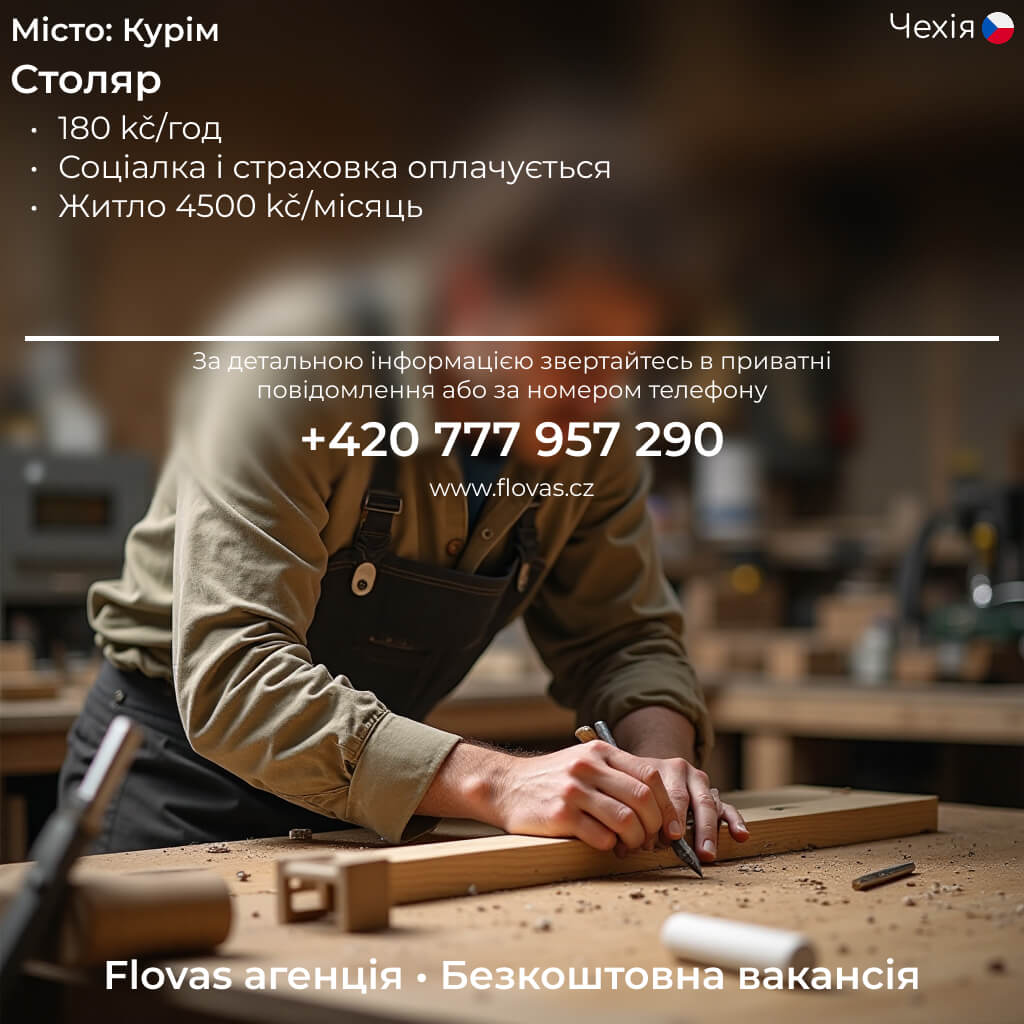 Місто: Курім
Чехія
Столяр
• 180 kč/год
• Соціалка і страховка оплачується
• Житло 4500 kč/місяць
За детальною інформацією звертайтесь в приватні
повідомлення або за номером телефону
+420 777 957 290
www.flovas.cz
Flovas агенція • Безкоштовна вакансія